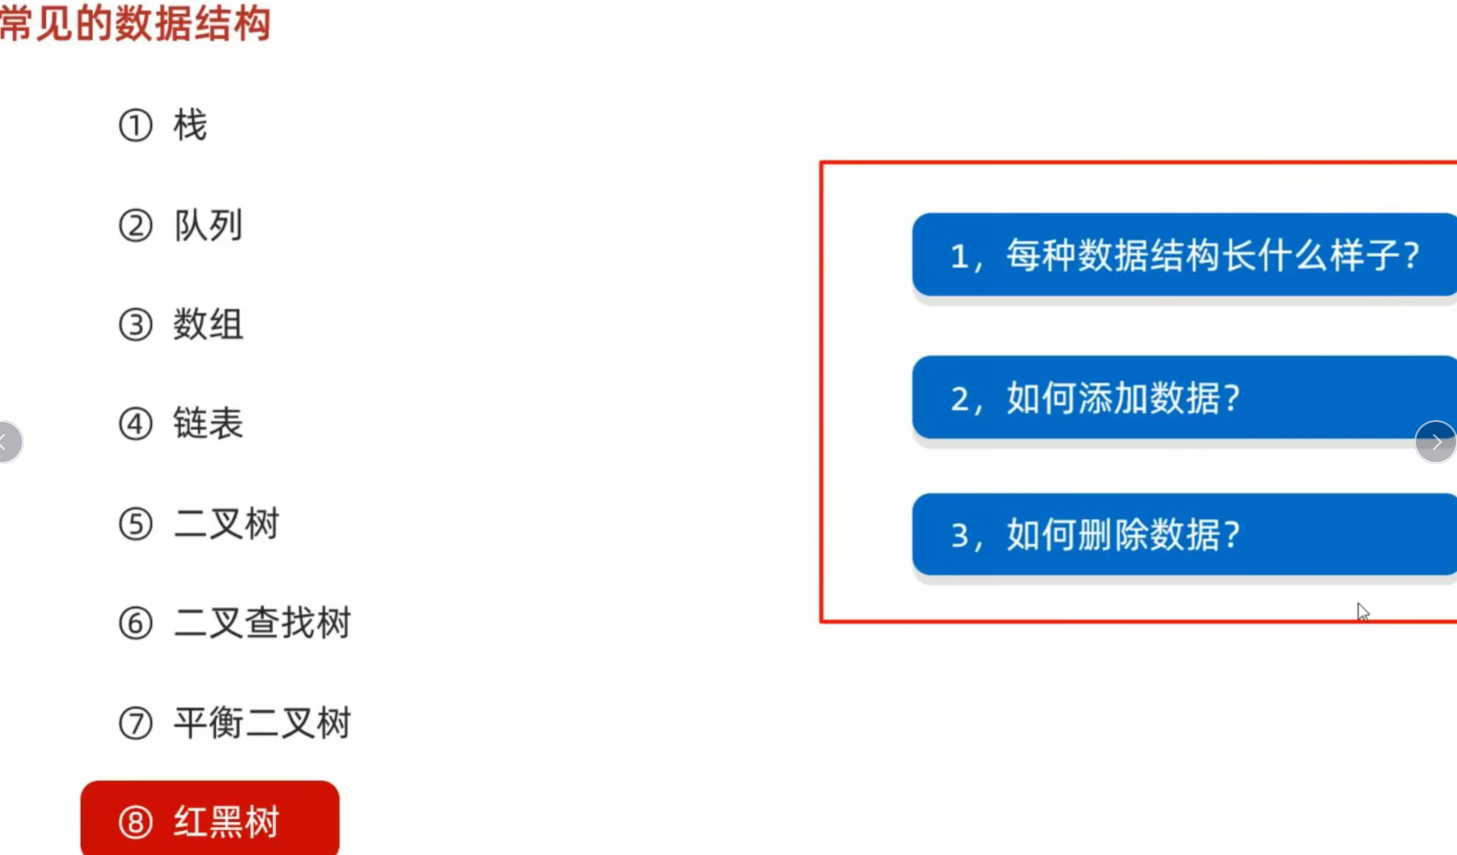 常见的数据结构
① 栈
② 队列
③ 数组
④ 链表
⑤ 二叉树
⑥ 二叉查找树
⑦ 平衡二叉树
⑧ 红黑树
1，每种数据结构长什么样子？
2，如何添加数据？
3，如何删除数据？